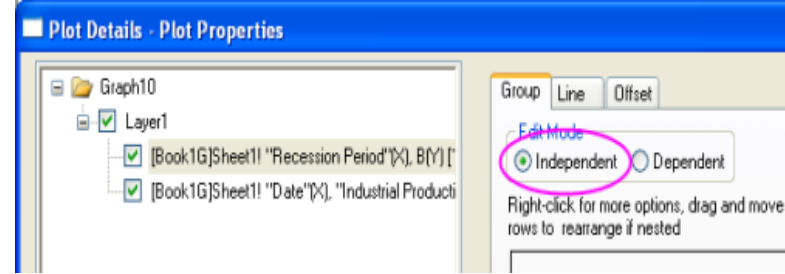 Plot Details - Plot Properties
Graph10
Layer1
[Book1G]Sheet1! "Recession Period"(X), B(Y) ["
[Book1G]Sheet1! "Date"(X), "Industrial Producti
Group Line Offset
Edit Mode
Independent Dependent
Right-click for more options, drag and move
rows to rearrange if nested